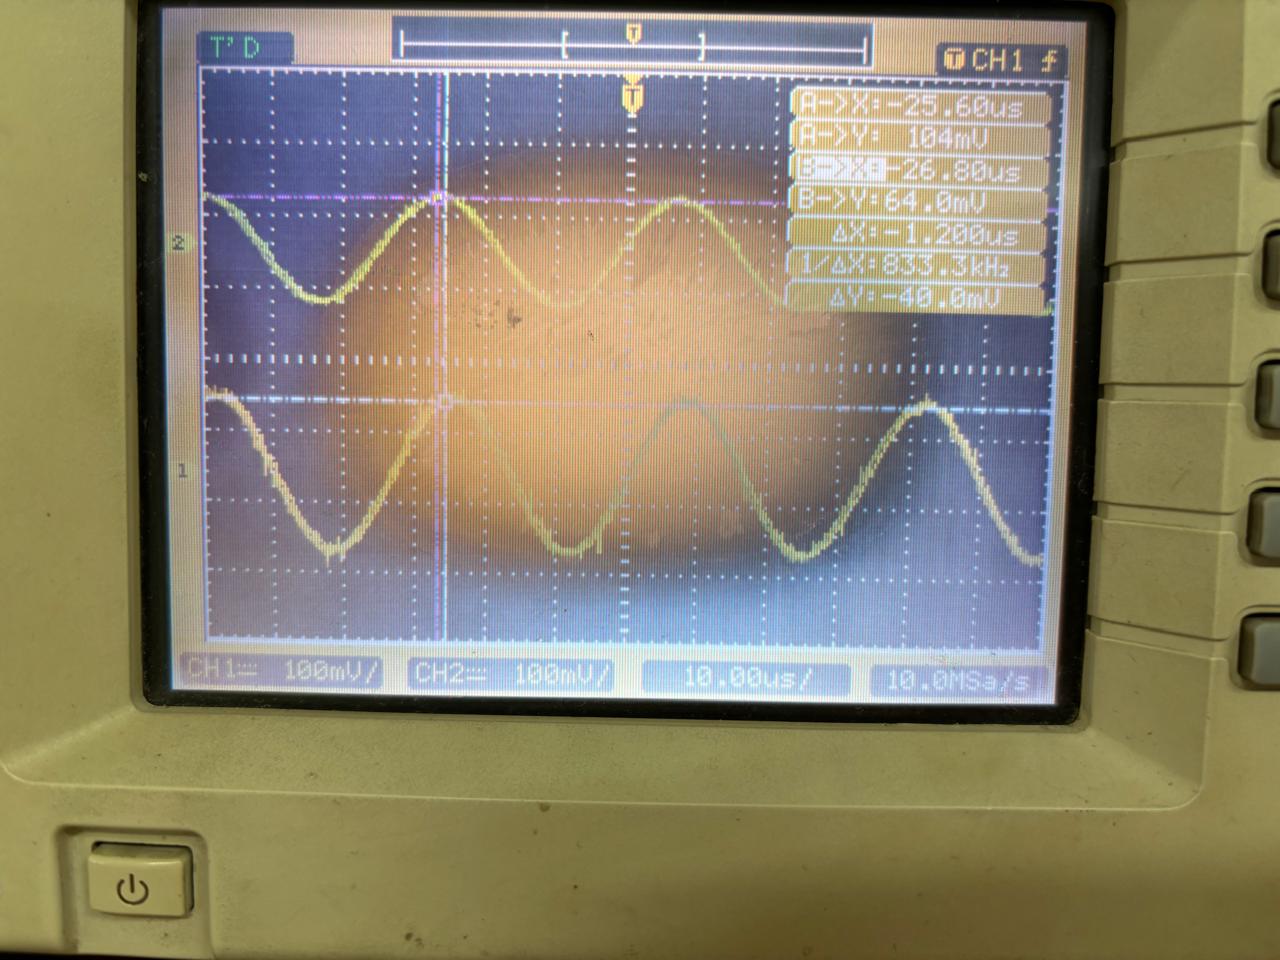 T'D
T
T CH1
T
A->X:-25.60us
A->Y: 104mV
B->X:-26.80us
B->Y:64.0mV
ΔX:-1.200us
1/ΔX:833.3kHz
ΔY:-40.0mV
2
1
CH1 100mV/ CH2 100mV/ 10.00us/ 10.0MSa/s